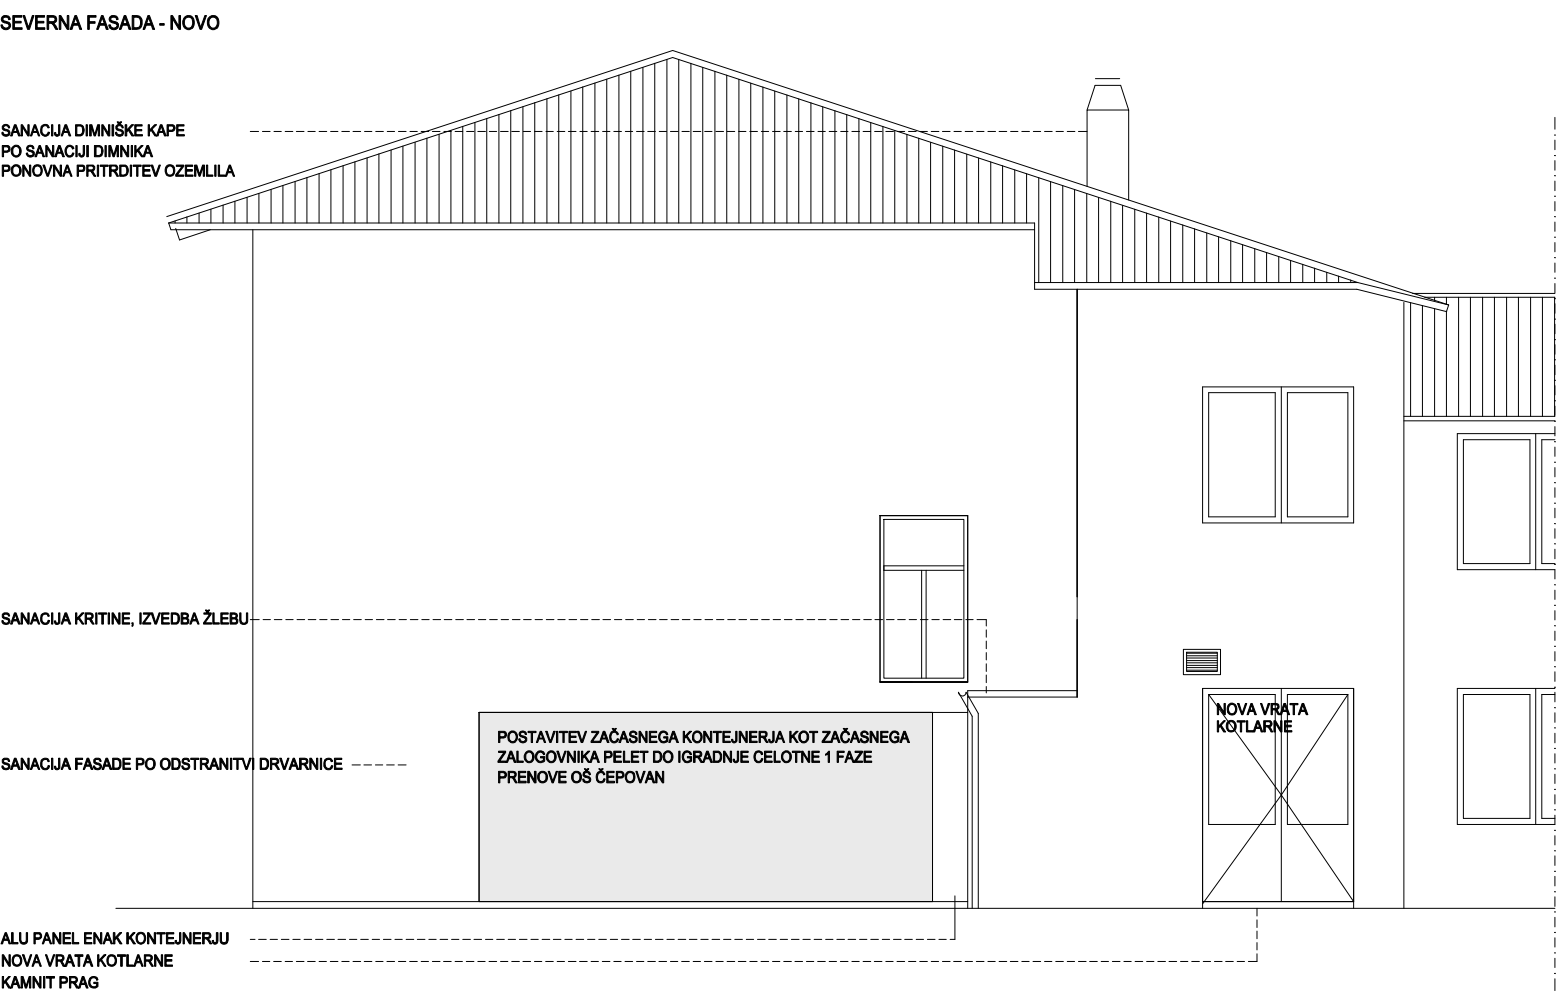 SEVERNA FASADA - NOVO
SANACIJA DIMNIŠKE KAPE
PO SANACIJI DIMNIKA
PONOVNA PRITRDITEV OZEMLILA
SANACIJA KRITINE, IZVEDBA ŽLEBU
NOVA VRATA
KOTLARNE
POSTAVITEV ZAČASNEGA KONTEJNERJA KOT ZAČASNEGA
ZALOGOVNIKA PELET DO IGRADNJE CELOTNE 1 FAZE
PRENOVE OŠ ČEPOVAN
SANACIJA FASADE PO ODSTRANITVI DRVARNICE
ALU PANEL ENAK KONTEJNERJU
NOVA VRATA KOTLARNE
KAMNIT PRAG